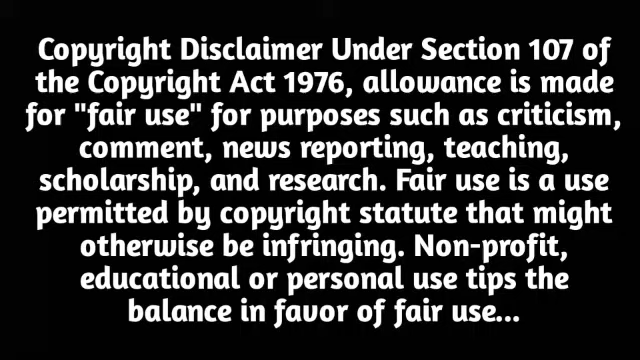 Copyright Disclaimer Under Section 107 of
the Copyright Act 1976, allowance is made
for "fair use" for purposes such as criticism,
comment, news reporting, teaching,
scholarship, and research. Fair use is a use
permitted by copyright statute that might
otherwise be infringing. Non-profit,
educational or personal use tips the
balance in favor of fair use...